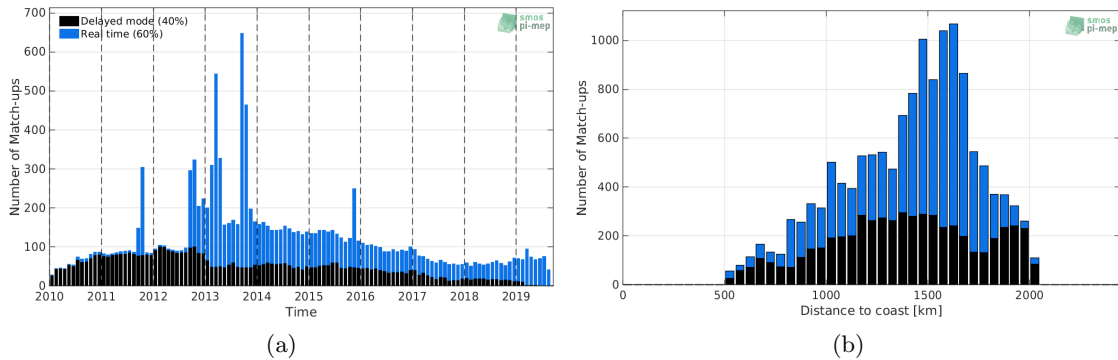 700
600
500
400
300
200
100
0
Number of Match-ups
Delayed mode (40%)
Real time (60%)
smos
pi-mep
2010 2011 2012 2013 2014 2015 2016 2017 2018 2019
Time
(a)
1000
800
600
400
200
0
Number of Match-ups
smos
pi-mep
0 500 1000 1500 2000
Distance to coast [km]
(b)